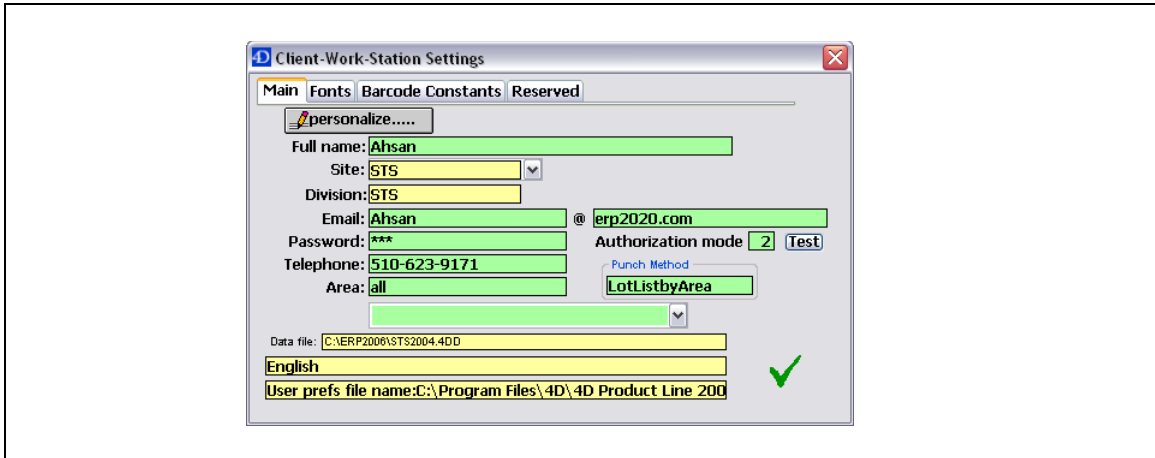 4D Client-Work-Station Settings
Main Fonts Barcode Constants Reserved
personalize.....
Full name: Ahsan
Site: STS
Division: STS
Email: Ahsan @ erp2020.com
Password: *** Authorization mode 2 Test
Telephone: 510-623-9171 Punch Method
Area: all LotListbyArea
Data file: C:\ERP2006\STS2004.4DD
English
User prefs file name:C:\Program Files\4D\4D Product Line 200